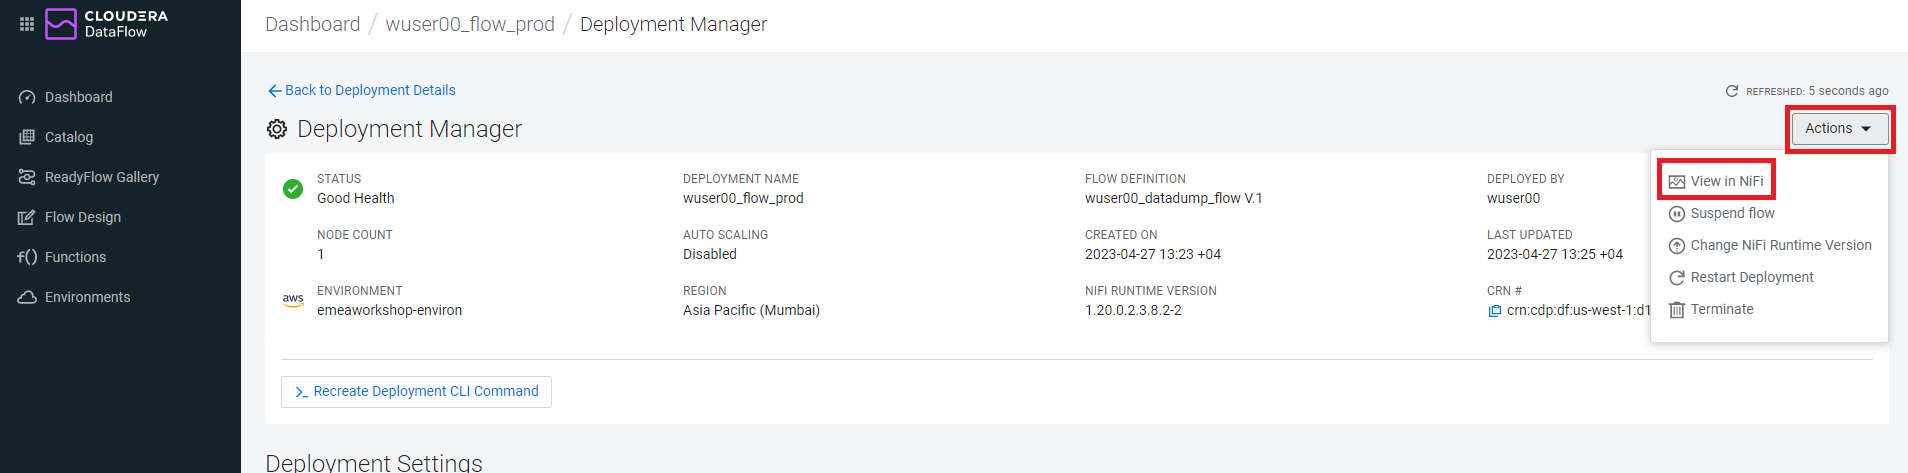 CLOUDERA
DataFlow
Dashboard
Catalog
ReadyFlow Gallery
Flow Design
f() Functions
Environments
Dashboard / wuser00_flow_prod / Deployment Manager
Back to Deployment Details
REFRESHED: 5 seconds ago
Deployment Manager
Actions
View in NiFi
Suspend flow
Change NiFi Runtime Version
Restart Deployment
Terminate
STATUS
Good Health
DEPLOYMENT NAME
wuser00_flow_prod
FLOW DEFINITION
wuser00_datadump_flow V.1
DEPLOYED BY
wuser00
NODE COUNT
1
AUTO SCALING
Disabled
CREATED ON
2023-04-27 13:23 +04
LAST UPDATED
2023-04-27 13:25 +04
aws
ENVIRONMENT
emeaworkshop-environ
REGION
Asia Pacific (Mumbai)
NIFI RUNTIME VERSION
1.20.0.2.3.8.2-2
CRN #
crn:cdp:df:us-west-1:d1
>_ Recreate Deployment CLI Command
Deployment Settings